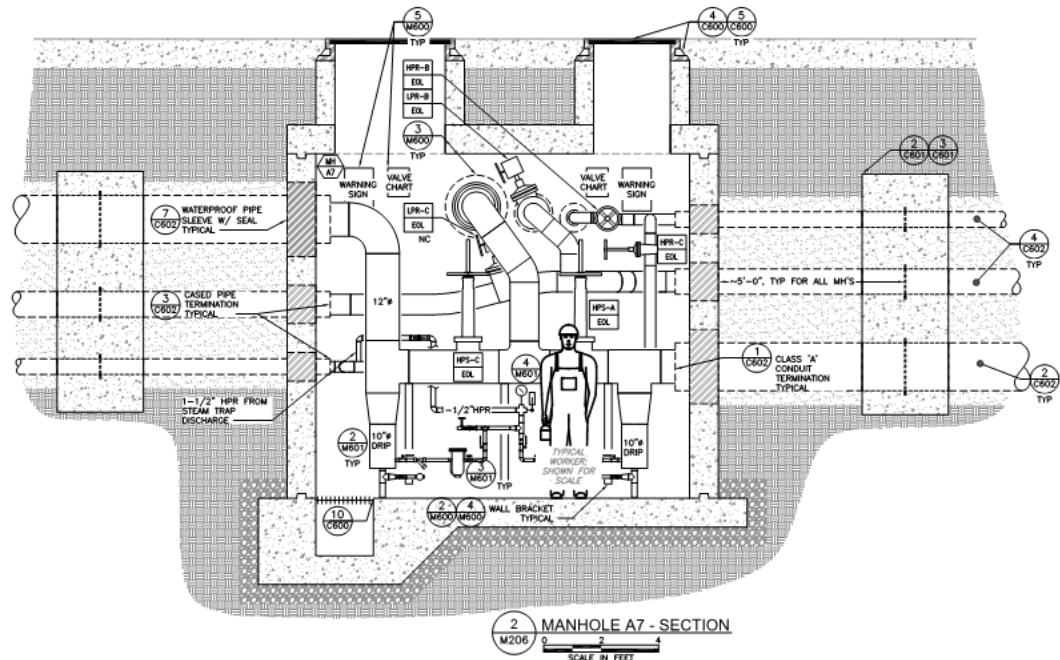 5
M600
TYP
4
C600
5
C600
TYP
HPR-B
EOL
LPR-B
EOL
3
M600
TYP
2
C601
3
C601
MH
A7
WARNING
SIGN
VALVE
CHART
VALVE
CHART
WARNING
SIGN
7
C602
WATERPROOF PIPE
SLEEVE W/ SEAL
TYPICAL
LPR-C
EOL
NC
HPR-C
EOL
4
C602
TYP
3
C602
CASED PIPE
TERMINATION
TYPICAL
12"ø
~5'-0", TYP FOR ALL MH'S
HPS-A
EOL
HPS-C
EOL
4
M601
1
C602
CLASS "A"
CONDUIT
TERMINATION
TYPICAL
2
C602
TYP
1-1/2" HPR FROM
STEAM TRAP
DISCHARGE
1-1/2"HPR
2
M601
TYP
10"ø
DRIP
3
M601
TYP
TYPICAL
WORKER;
SHOWN FOR
SCALE
10"ø
DRIP
10
C600
2
M600
4
M600
WALL BRACKET
TYPICAL
2
M206
MANHOLE A7 - SECTION
0 2 4
SCALE IN FEET